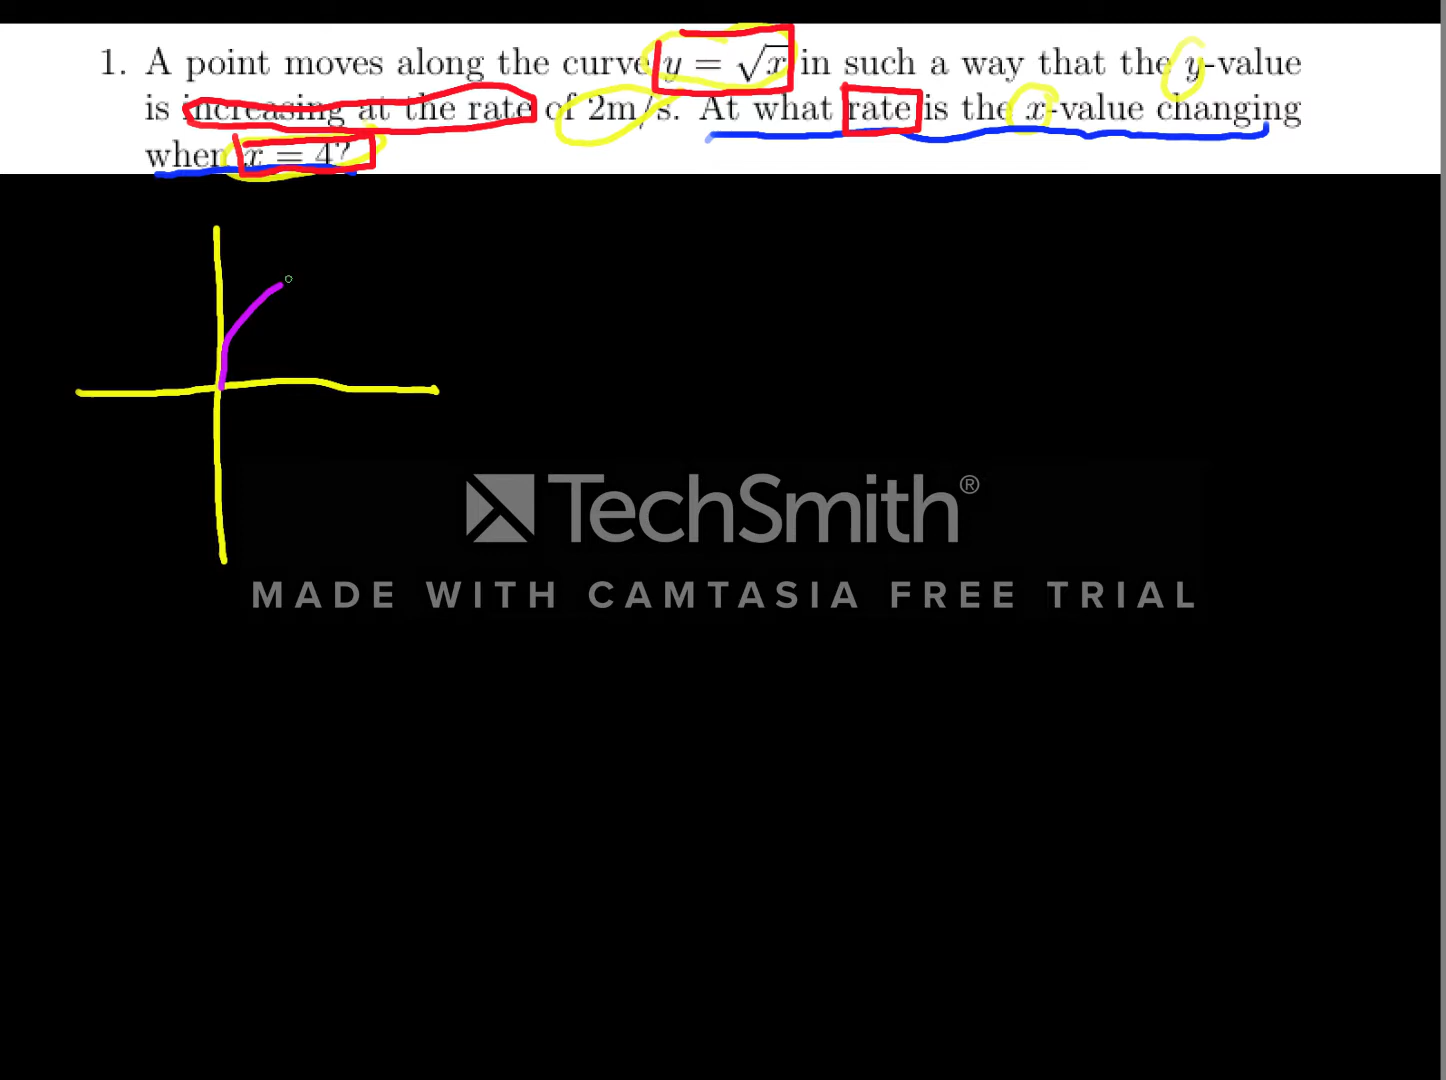 1. A point moves along the curve y = √x in such a way that the y-value
is increasing at the rate of 2m/s. At what rate is the x-value changing
when x = 4?
TechSmith®
MADE WITH CAMTASIA FREE TRIAL